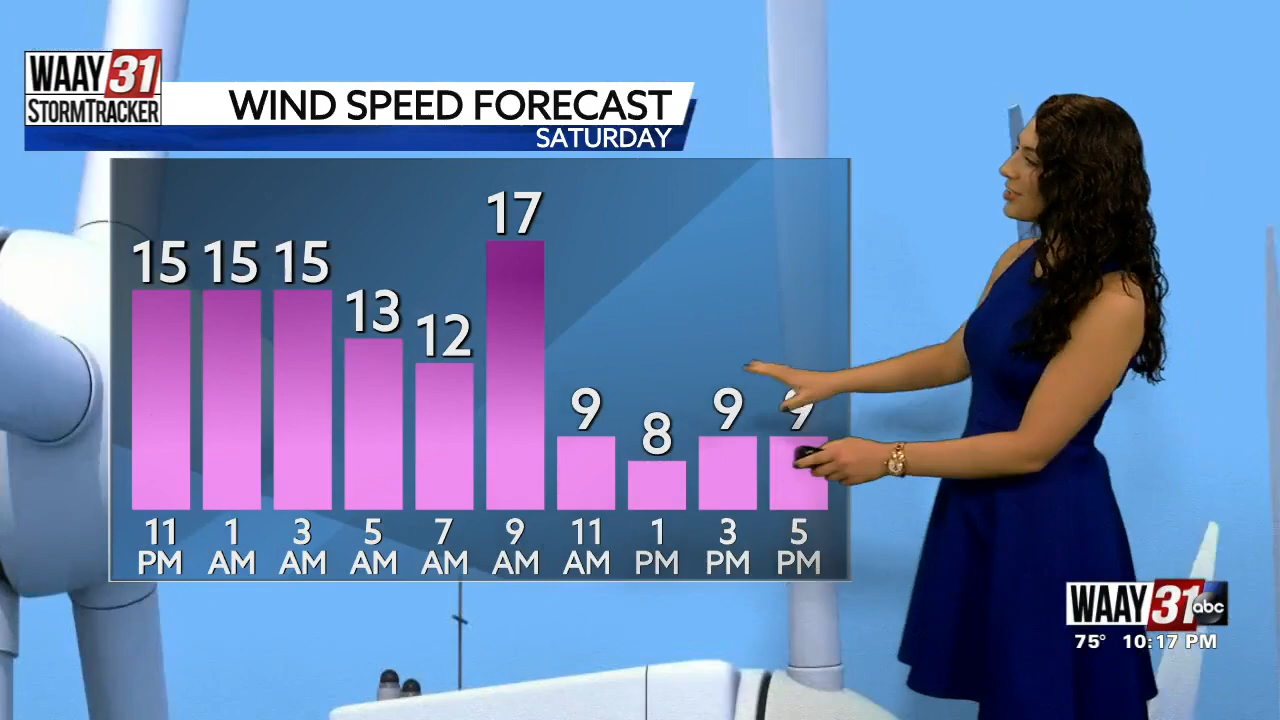 WAAY 31
STORMTRACKER
WIND SPEED FORECAST
SATURDAY
15 15 15 13 12 17 9 8 9 9
11 PM
1 AM
3 AM
5 AM
7 AM
9 AM
11 AM
1 PM
3 PM
5 PM
WAAY 31 abc
75° 10:17 PM